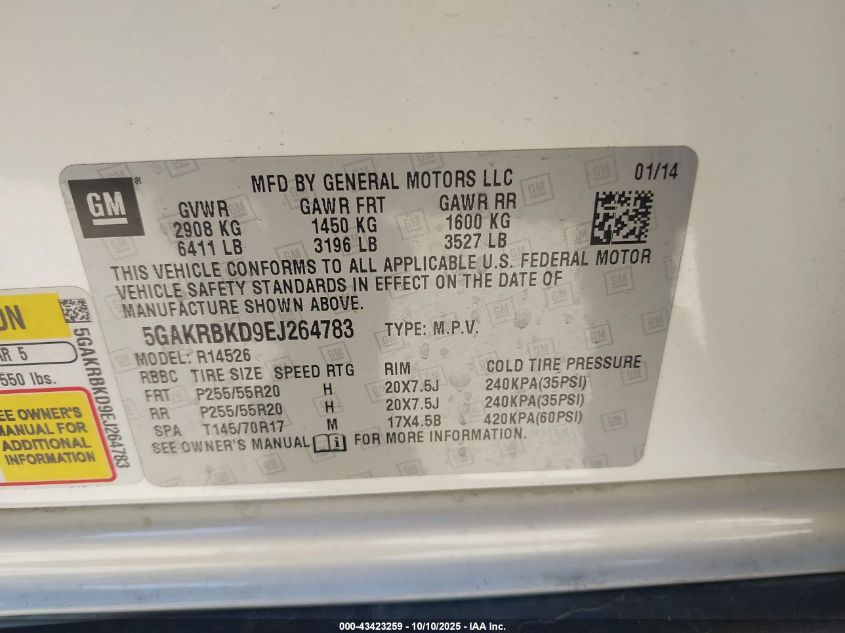 GM
MFD BY GENERAL MOTORS LLC
01/14
GVWR GAWR FRT GAWR RR
2908 KG 1450 KG 1600 KG
6411 LB 3196 LB 3527 LB
THIS VEHICLE CONFORMS TO ALL APPLICABLE U.S. FEDERAL MOTOR
VEHICLE SAFETY STANDARDS IN EFFECT ON THE DATE OF
MANUFACTURE SHOWN ABOVE.
5GAKRBKD9EJ264783 TYPE: M.P.V.
MODEL: R14526
RBBC TIRE SIZE SPEED RTG RIM COLD TIRE PRESSURE
FRT P255/55R20 H 20X7.5J 240KPA(35PSI)
RR P255/55R20 H 20X7.5J 240KPA(35PSI)
SPA T145/70R17 M 17X4.5B 420KPA(60PSI)
SEE OWNER'S MANUAL FOR MORE INFORMATION.
ON
AR 5
550 lbs.
EE OWNER'S
MANUAL FOR
ADDITIONAL
INFORMATION
5GAKRBKD9EJ264783
000-43423259 - 10/10/2025 - IAA Inc.